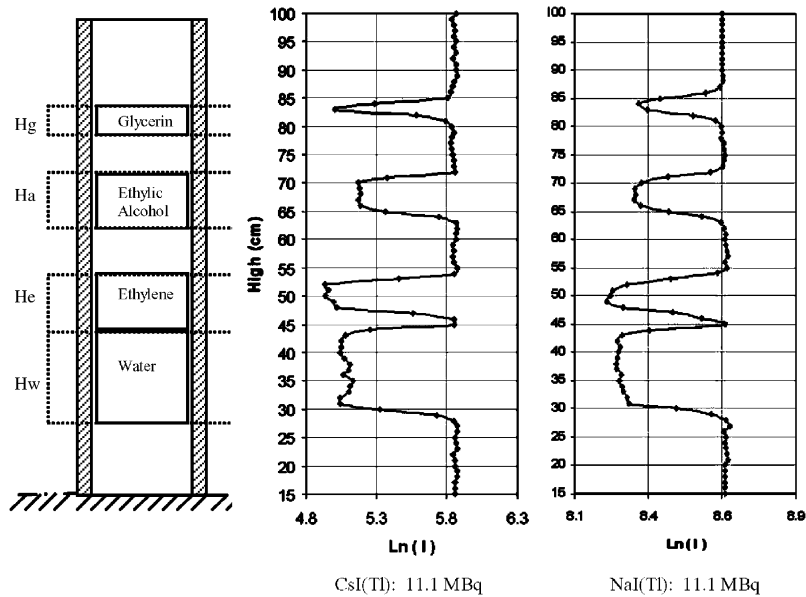 Hg
Glycerin
Ha
Ethylic
Alcohol
He
Ethylene
Hw
Water
High (cm)
100
95
90
85
80
75
70
65
60
55
50
45
40
35
30
25
20
15
4.8 5.3 5.8 6.3
Ln(I)
CsI(Tl): 11.1 MBq
100
95
90
85
80
75
70
65
60
55
50
45
40
35
30
25
20
15
8.1 8.4 8.6 8.9
Ln(I)
NaI(Tl): 11.1 MBq